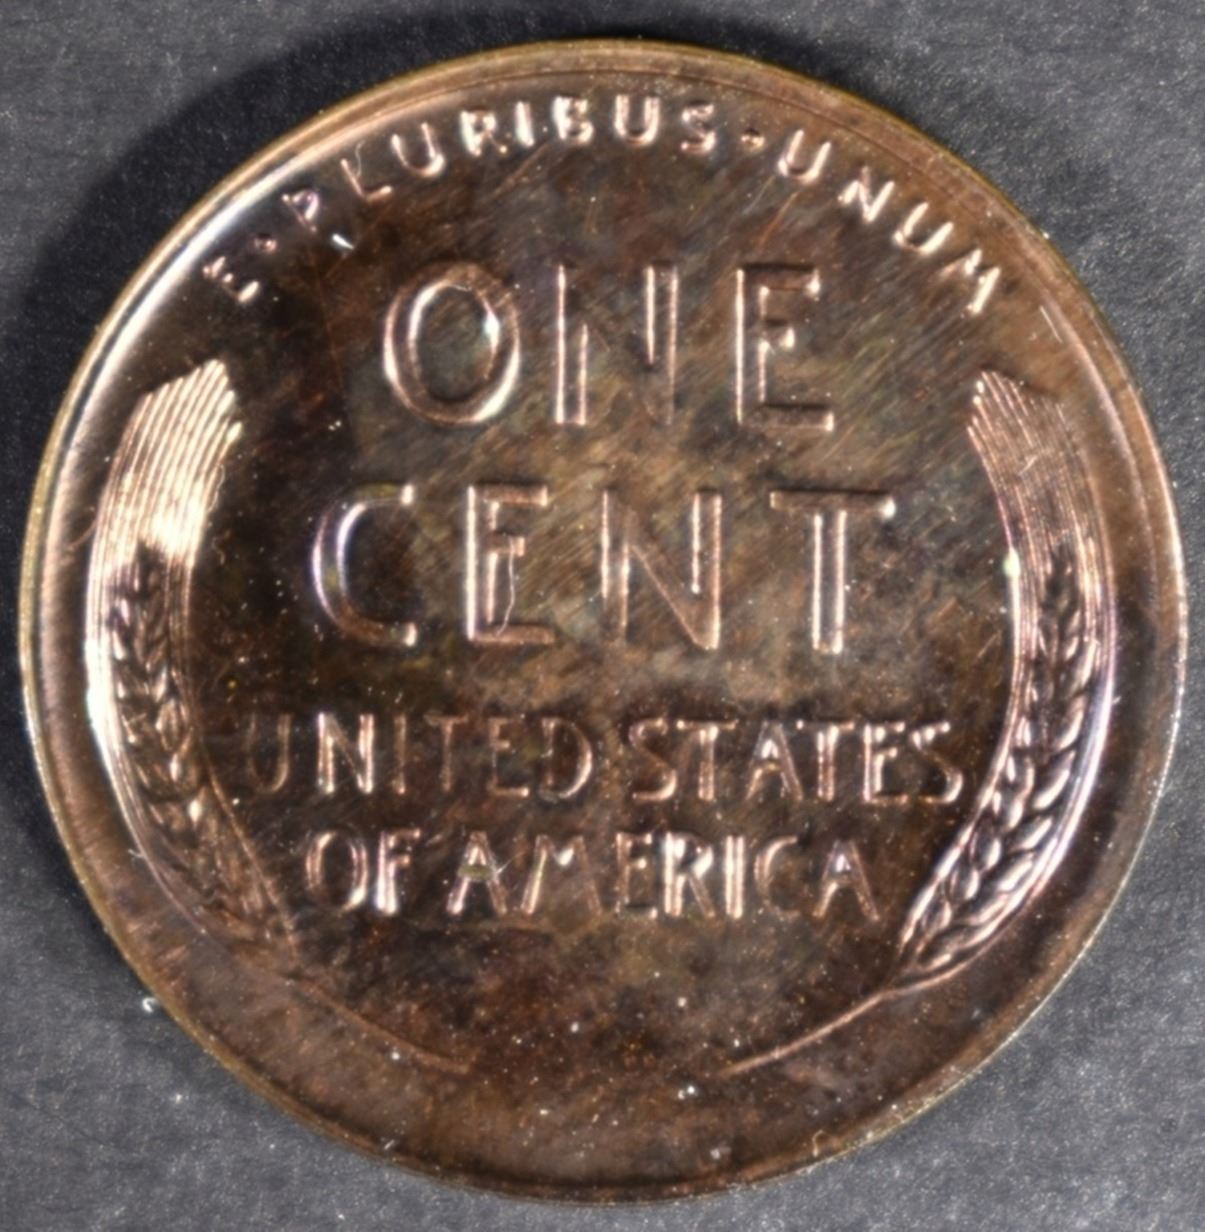 E·PLURIBUS·UNUM
ONE
CENT
UNITED STATES
OF AMERICA